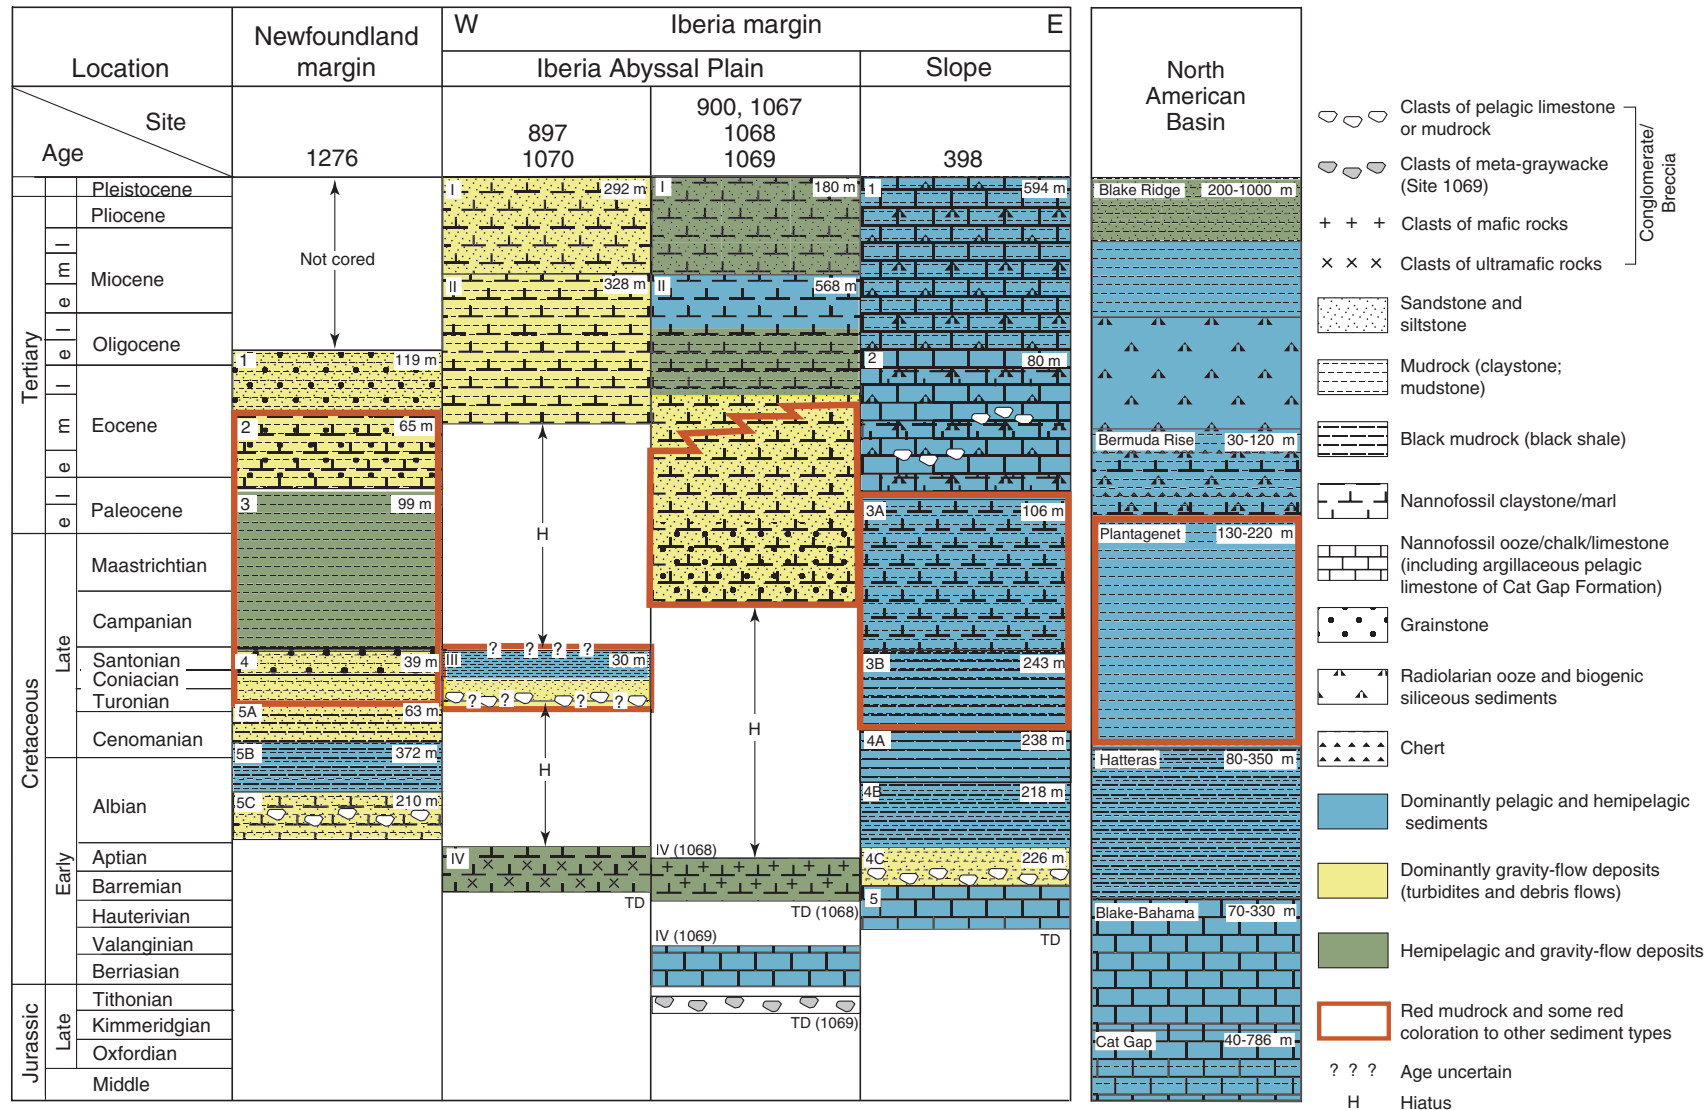 Location
Newfoundland
margin
W
Iberia margin
E
Iberia Abyssal Plain
Slope
North
American
Basin
Site
Age
1276
897
1070
900, 1067
1068
1069
398
Tertiary
Cretaceous
Jurassic
Late
Early
Late
l
m
e
l
e
l
m
e
l
e
Pleistocene
Pliocene
Miocene
Oligocene
Eocene
Paleocene
Maastrichtian
Campanian
Santonian
Coniacian
Turonian
Cenomanian
Albian
Aptian
Barremian
Hauterivian
Valanginian
Berriasian
Tithonian
Kimmeridgian
Oxfordian
Middle
Not cored
1 119 m
2 65 m
3 99 m
4 39 m
5A 63 m
5B 372 m
5C 210 m
I 292 m
II 328 m
H
? ? ? ?
III 30 m
? ? ? ?
H
IV
TD
I 180 m
II 568 m
H
IV (1068)
TD (1068)
IV (1069)
TD (1069)
1 594 m
2 80 m
3A 106 m
3B 243 m
4A 238 m
4B 218 m
4C 226 m
5
TD
Blake Ridge 200-1000 m
Bermuda Rise 30-120 m
Plantagenet 130-220 m
Hatteras 80-350 m
Blake-Bahama 70-330 m
Cat Gap 40-786 m
Clasts of pelagic limestone
or mudrock
Clasts of meta-graywacke
(Site 1069)
Clasts of mafic rocks
Clasts of ultramafic rocks
Conglomerate/
Breccia
Sandstone and
siltstone
Mudrock (claystone;
mudstone)
Black mudrock (black shale)
Nannofossil claystone/marl
Nannofossil ooze/chalk/limestone
(including argillaceous pelagic
limestone of Cat Gap Formation)
Grainstone
Radiolarian ooze and biogenic
siliceous sediments
Chert
Dominantly pelagic and hemipelagic
sediments
Dominantly gravity-flow deposits
(turbidites and debris flows)
Hemipelagic and gravity-flow deposits
Red mudrock and some red
coloration to other sediment types
? ? ? Age uncertain
H Hiatus